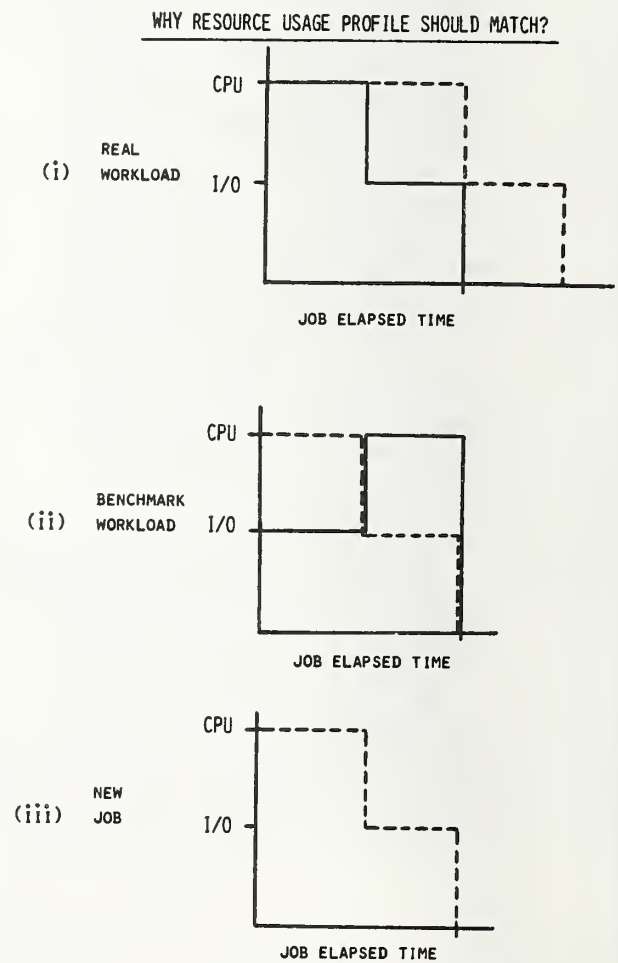 WHY RESOURCE USAGE PROFILE SHOULD MATCH?
CPU
(i) REAL
WORKLOAD
I/O
JOB ELAPSED TIME
CPU
(ii) BENCHMARK
WORKLOAD
I/O
JOB ELAPSED TIME
CPU
(iii) NEW
JOB
I/O
JOB ELAPSED TIME